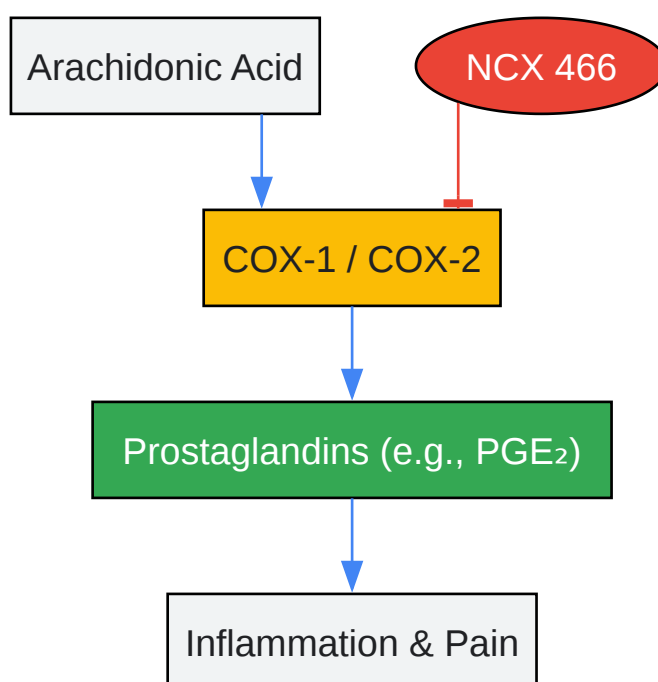 Arachidonic Acid
NCX 466
COX-1 / COX-2
Prostaglandins (e.g., PGE₂)
Inflammation & Pain